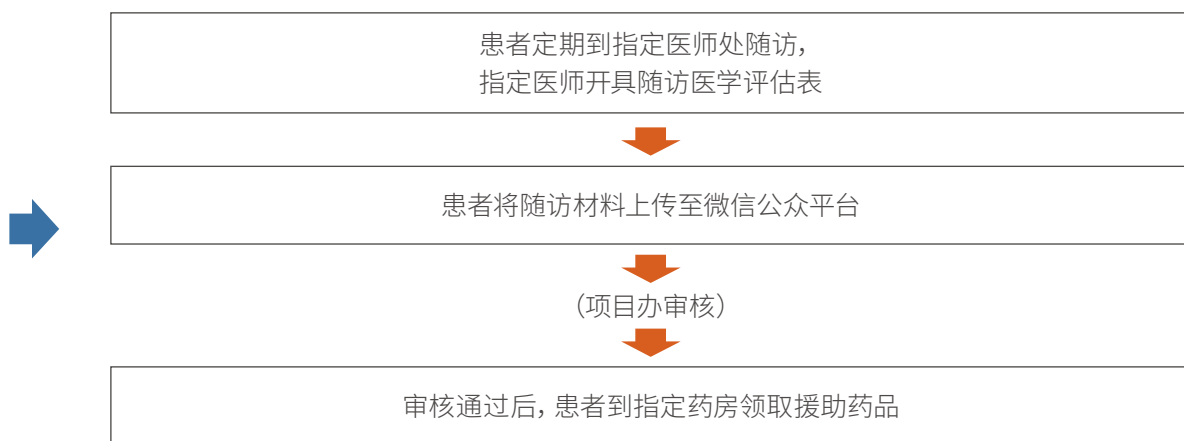 患者定期到指定医师处随访，
指定医师开具随访医学评估表
患者将随访材料上传至微信公众平台
（项目办审核）
审核通过后，患者到指定药房领取援助药品